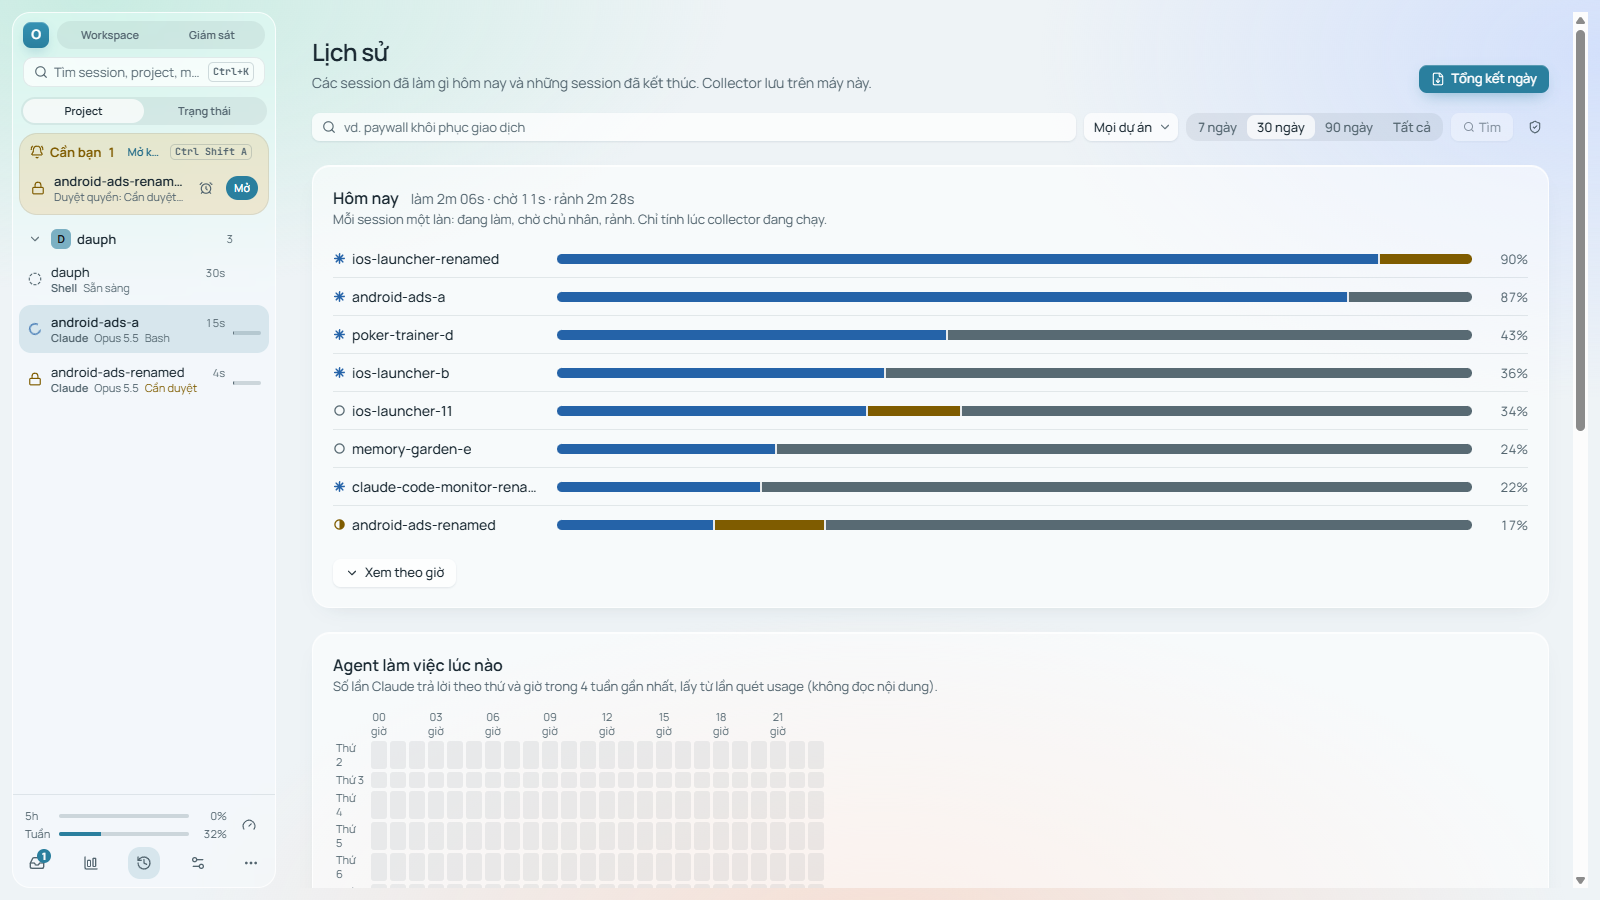 O
Workspace
Giám sát
Tìm session, project, m...
Ctrl+K
Project
Trạng thái
Cần bạn 1
Mở k...
Ctrl Shift A
android-ads-renam...
Duyệt quyền: Cần duyệt...
Mở
D
dauph
3
dauph
30s
Shell Sẵn sàng
android-ads-a
15s
Claude Opus 5.5 Bash
android-ads-renamed
4s
Claude Opus 5.5 Cần duyệt
5h
0%
Tuần
32%
1
Lịch sử
Các session đã làm gì hôm nay và những session đã kết thúc. Collector lưu trên máy này.
Tổng kết ngày
vd. paywall khôi phục giao dịch
Mọi dự án
7 ngày
30 ngày
90 ngày
Tất cả
Tìm
Hôm nay
làm 2m 06s · chờ 11s · rảnh 2m 28s
Mỗi session một làn: đang làm, chờ chủ nhân, rảnh. Chỉ tính lúc collector đang chạy.
ios-launcher-renamed
90%
android-ads-a
87%
poker-trainer-d
43%
ios-launcher-b
36%
ios-launcher-11
34%
memory-garden-e
24%
claude-code-monitor-rena...
22%
android-ads-renamed
17%
Xem theo giờ
Agent làm việc lúc nào
Số lần Claude trả lời theo thứ và giờ trong 4 tuần gần nhất, lấy từ lần quét usage (không đọc nội dung).
00 03 06 09 12 15 18 21
giờ giờ giờ giờ giờ giờ giờ giờ
Thứ
2
Thứ 3
Thứ
4
Thứ
5
Thứ
6